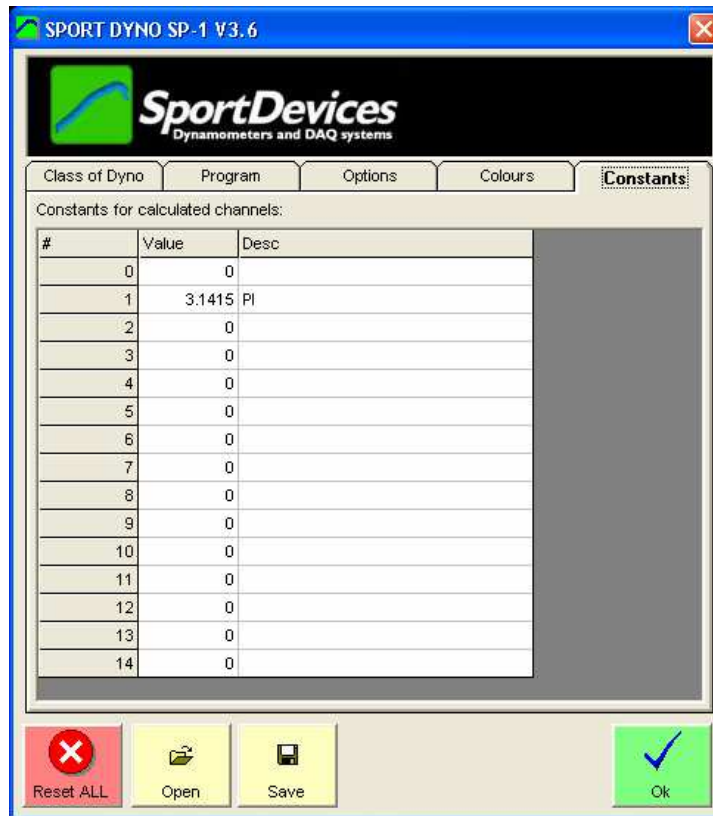 SPORT DYNO SP-1 V3.6
SportDevices
Dynamometers and DAQ systems
Class of Dyno Program Options Colours Constants
Constants for calculated channels:
# Value Desc
0 0
1 3.1415 PI
2 0
3 0
4 0
5 0
6 0
7 0
8 0
9 0
10 0
11 0
12 0
13 0
14 0
Reset ALL Open Save Ok